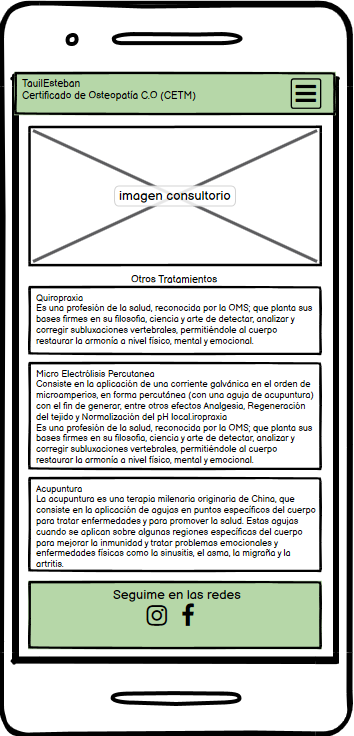 TauilEsteban
Certificado de Osteopatía C.O (CETM)
imagen consultorio
Otros Tratamientos
Quiropraxia
Es una profesión de la salud, reconocida por la OMS; que planta sus
bases firmes en su filosofia, ciencia y arte de detectar, analizar y
corregir subluxaciones vertebrales, permitiéndole al cuerpo
restaurar la armonía a nivel físico, mental y emocional.
Micro Electrólisis Percutanea
Consiste en la aplicación de una corriente galvánica en el orden de
microamperios, en forma percutánea (con una aguja de acupuntura)
con el fin de generar, entre otros efectos Analgesia, Regeneración
del tejido y Normalización del pH local.iropraxia
Es una profesión de la salud, reconocida por la OMS; que planta sus
bases firmes en su filosofia, ciencia y arte de detectar, analizar y
corregir subluxaciones vertebrales, permitiéndole al cuerpo
restaurar la armonía a nivel físico, mental y emocional.
Acupuntura
La acupuntura es una terapia milenaria originaria de China, que
consiste en la aplicación de agujas en puntos específicos del cuerpo
para tratar enfermedades y para promover la salud. Estas agujas
cuando se aplican sobre algunas regiones específicas del cuerpo
para mejorar la inmunidad y tratar problemas emocionales y
enfermedades físicas como la sinusitis, el asma, la migraña y la
artritis.
Seguime en las redes